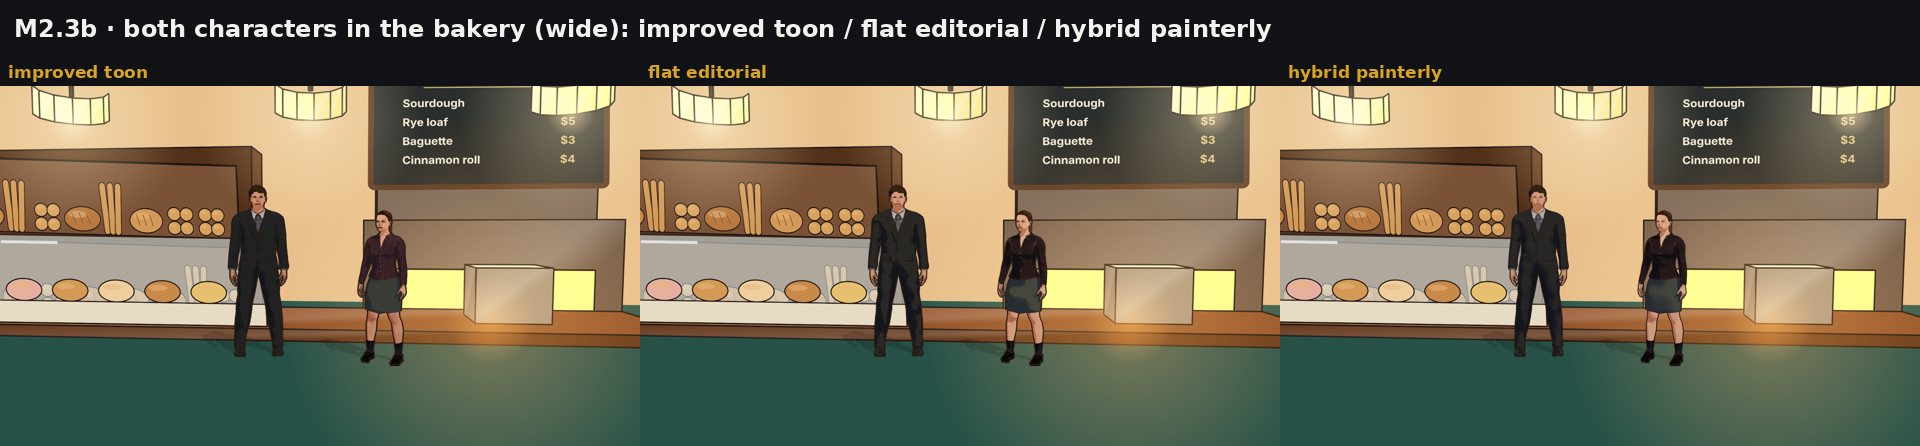 M2.3b · both characters in the bakery (wide): improved toon / flat editorial / hybrid painterly
improved toon
flat editorial
hybrid painterly
Sourdough
Rye loaf $5
Baguette $3
Cinnamon roll $4
Sourdough
Rye loaf $5
Baguette $3
Cinnamon roll $4
Sourdough
Rye loaf $5
Baguette $3
Cinnamon roll $4